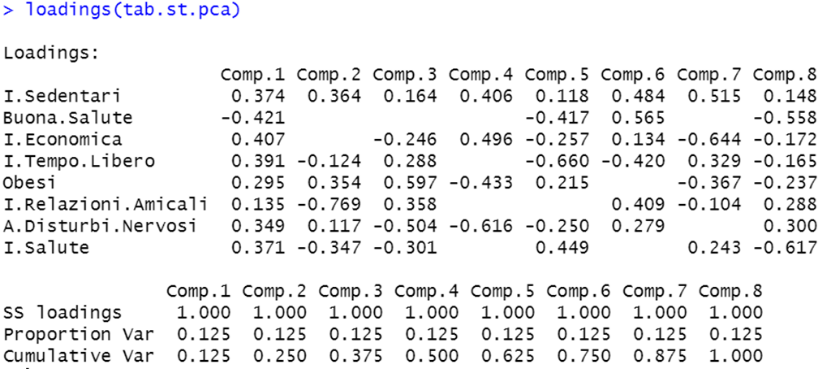 > loadings(tab.st.pca)
Loadings:
Comp.1 Comp.2 Comp.3 Comp.4 Comp.5 Comp.6 Comp.7 Comp.8
I.Sedentari 0.374 0.364 0.164 0.406 0.118 0.484 0.515 0.148
Buona.Salute -0.421 -0.417 0.565 -0.558
I.Economica 0.407 -0.246 0.496 -0.257 0.134 -0.644 -0.172
I.Tempo.Libero 0.391 -0.124 0.288 -0.660 -0.420 0.329 -0.165
Obesi 0.295 0.354 0.597 -0.433 0.215 -0.367 -0.237
I.Relazioni.Amicali 0.135 -0.769 0.358 0.409 -0.104 0.288
A.Disturbi.Nervosi 0.349 0.117 -0.504 -0.616 -0.250 0.279 0.300
I.Salute 0.371 -0.347 -0.301 0.449 0.243 -0.617
Comp.1 Comp.2 Comp.3 Comp.4 Comp.5 Comp.6 Comp.7 Comp.8
SS loadings 1.000 1.000 1.000 1.000 1.000 1.000 1.000 1.000
Proportion Var 0.125 0.125 0.125 0.125 0.125 0.125 0.125 0.125
Cumulative Var 0.125 0.250 0.375 0.500 0.625 0.750 0.875 1.000